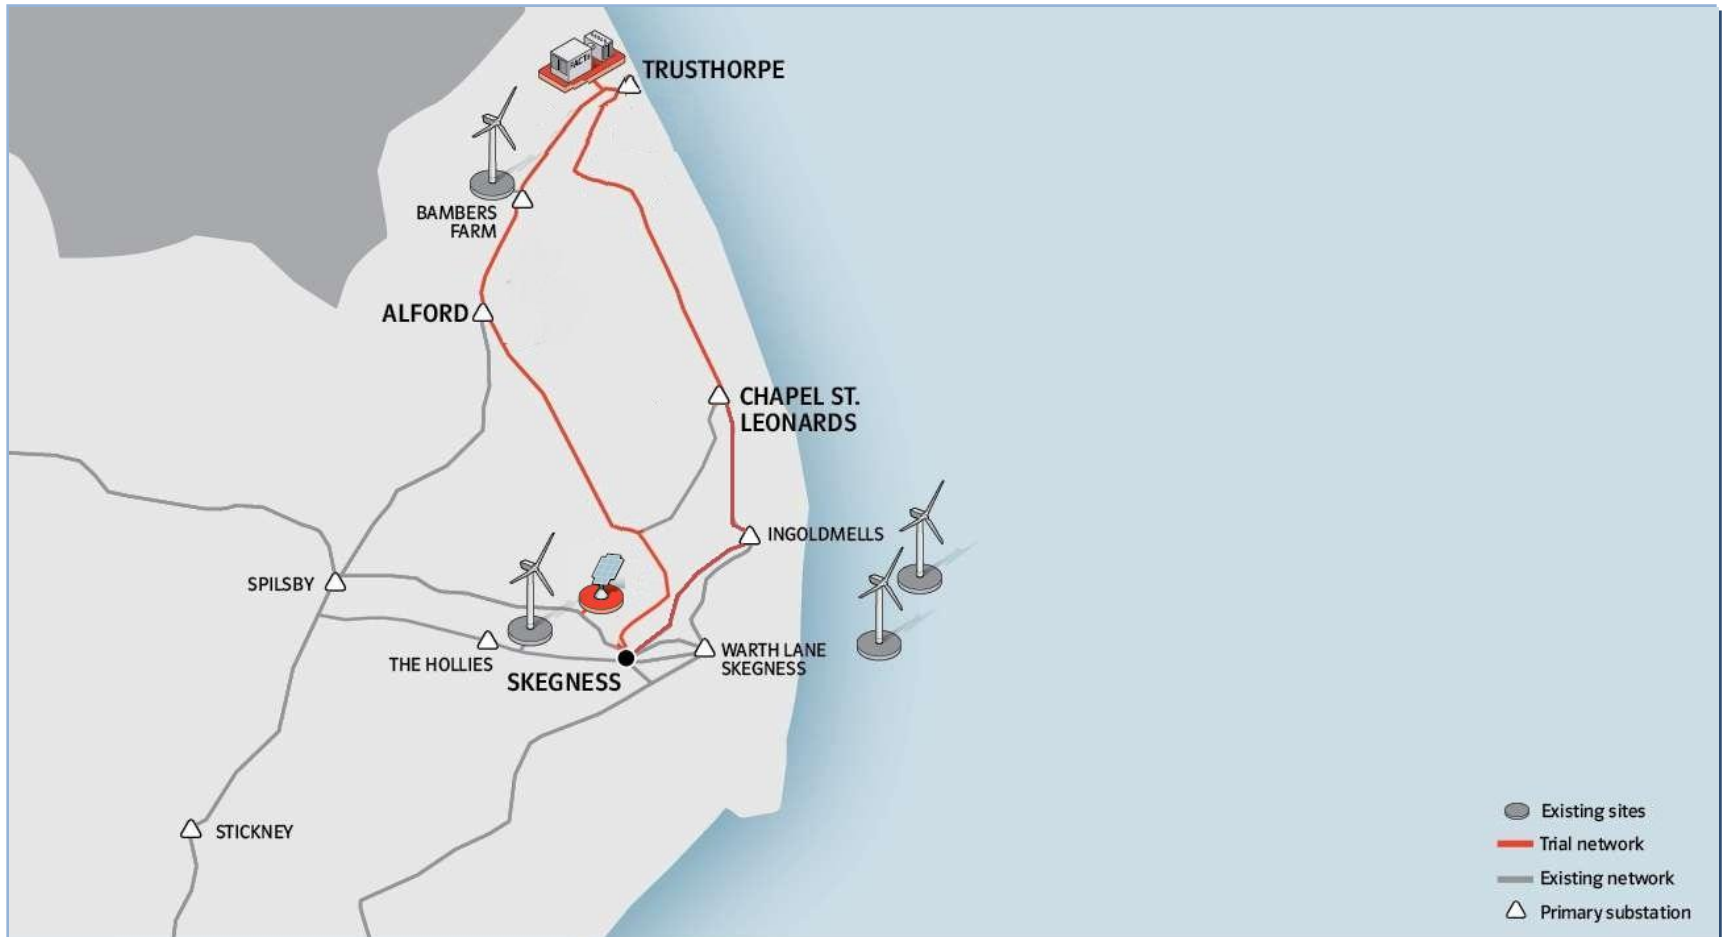 TRUSTHORPE
BAMBERS
FARM
ALFORD
CHAPEL ST.
LEONARDS
INGOLDMELLS
SPILSBY
THE HOLLIES
WARTH LANE
SKEGNESS
SKEGNESS
STICKNEY
Existing sites
Trial network
Existing network
Primary substation